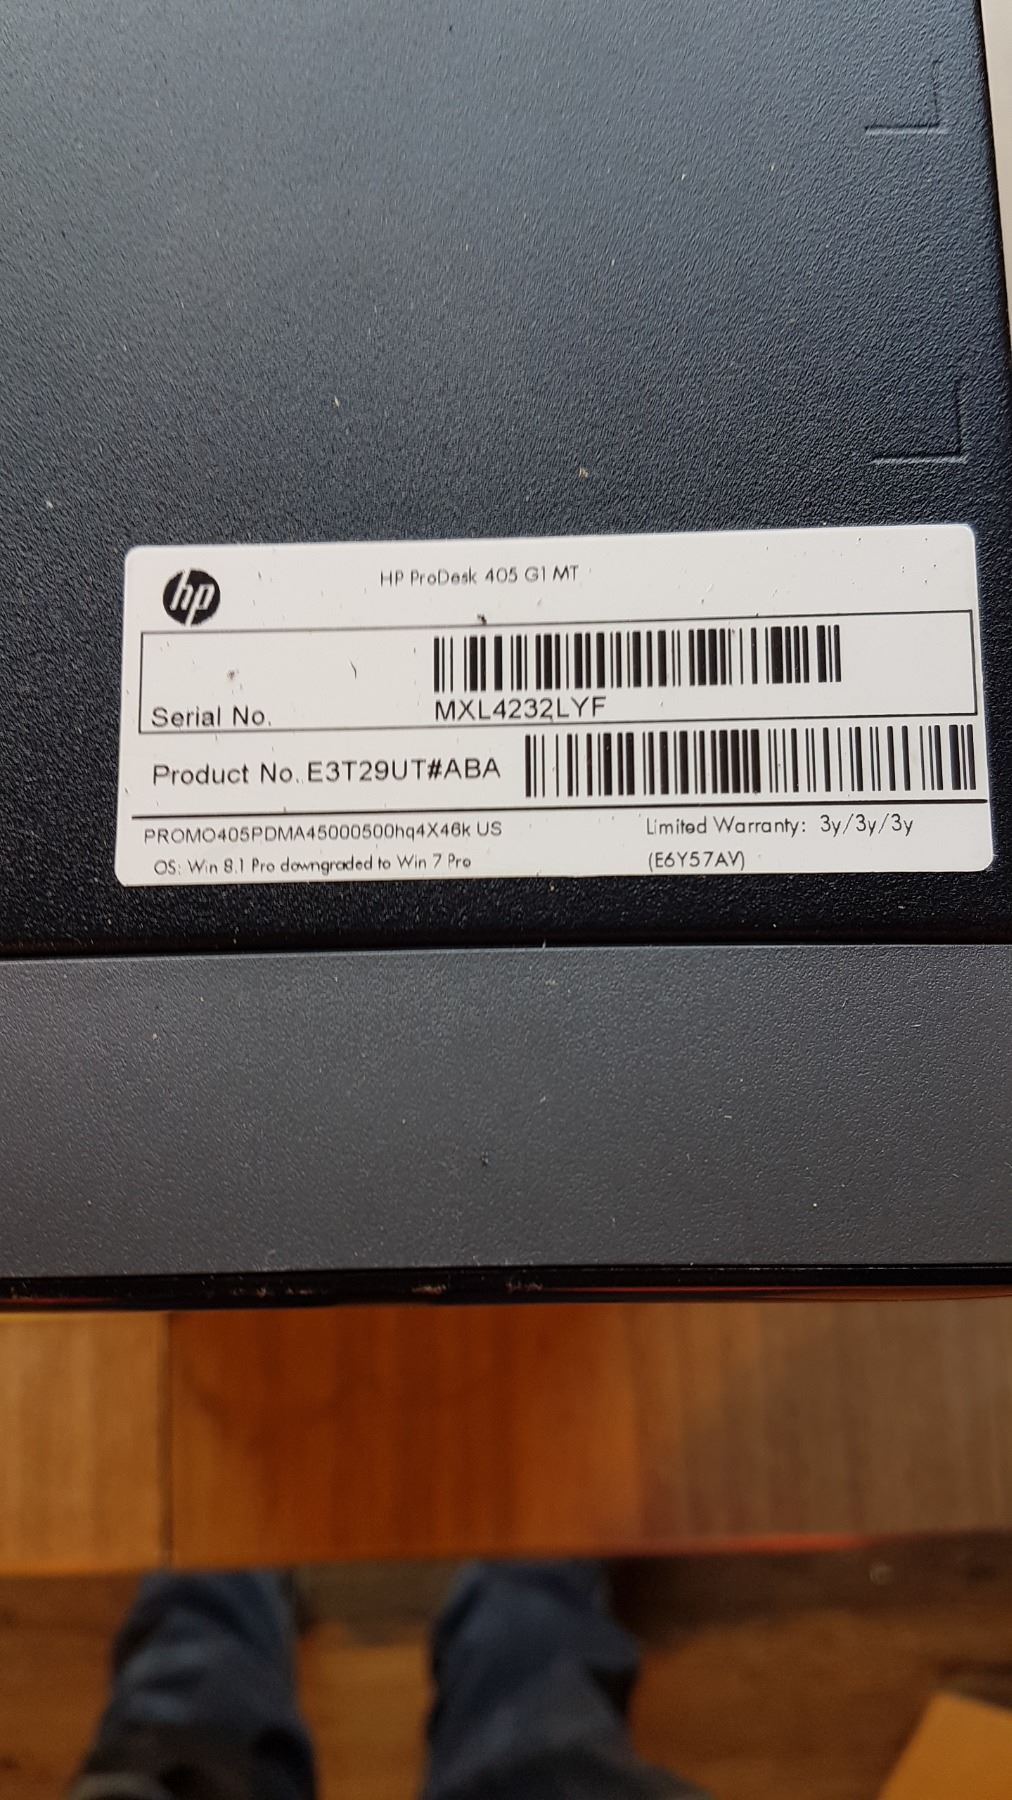 hp
HP ProDesk 405 G1 MT
Serial No. MXL4232LYF
Product No. E3T29UT#ABA
PROMO405PDMA45000500hq4X46k US Limited Warranty: 3y/3y/3y
OS: Win 8.1 Pro downgraded to Win 7 Pro (E6Y57AV)